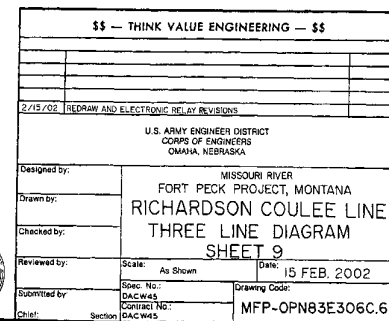 $$ — THINK VALUE ENGINEERING — $$
2/15/02 REDRAW AND ELECTRONIC RELAY REVISIONS
U.S. ARMY ENGINEER DISTRICT
CORPS OF ENGINEERS
OMAHA, NEBRASKA
Designed by:
MISSOURI RIVER
FORT PECK PROJECT, MONTANA
Drawn by:
RICHARDSON COULEE LINE
THREE LINE DIAGRAM
Checked by:
SHEET 9
Reviewed by:
Scale: As Shown
Date: 15 FEB. 2002
Spec. No.:
DACW45
Drawing Code:
Submitted by
Contract No.:
MFP-OPN83E306C.6
Chief: Section DACW45